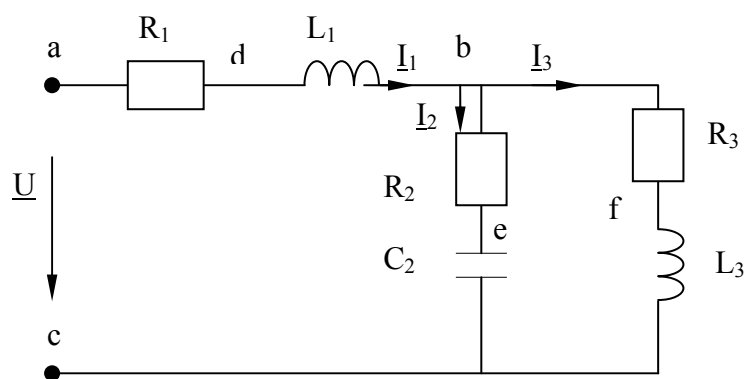 R₁
L₁
a
d
b
I₁
I₃
I₂
R₃
U
R₂
f
e
C₂
L₃
c